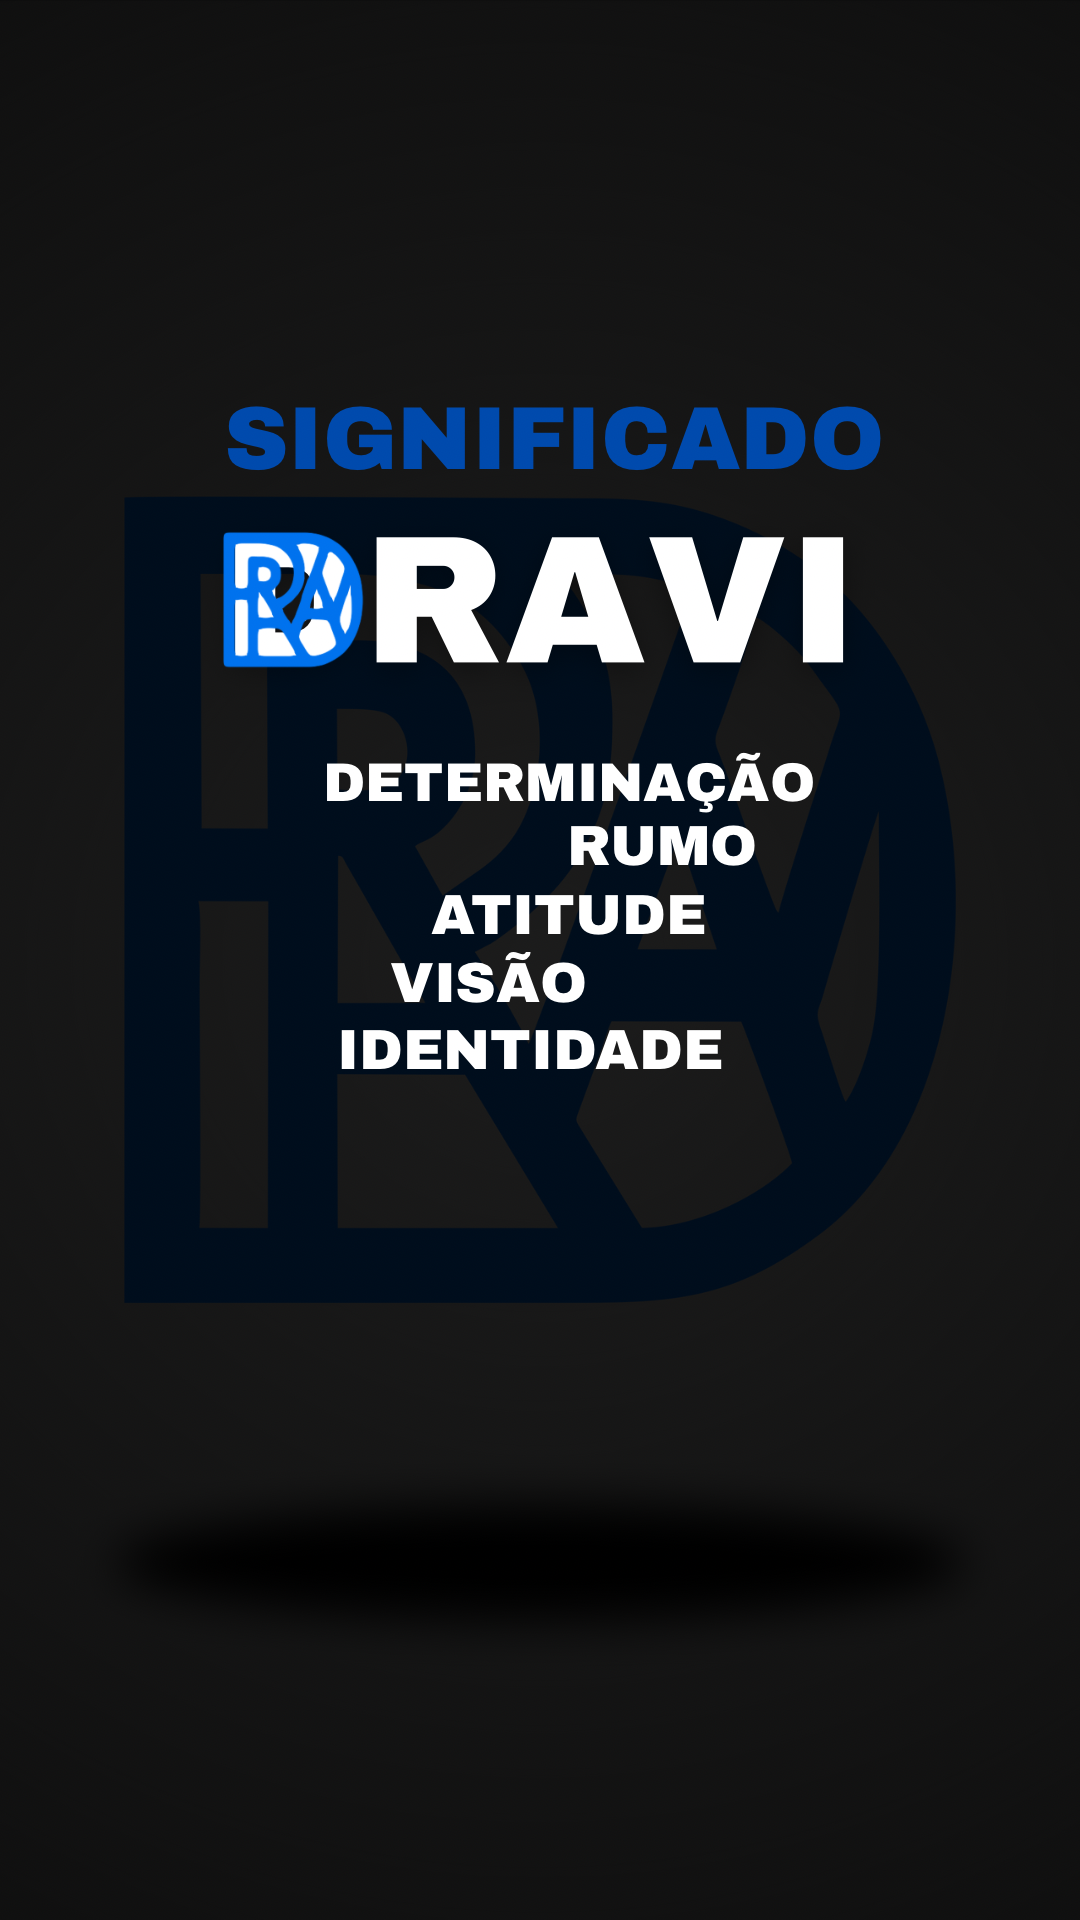 SIGNIFICADO
DRAVI
DETERMINAÇÃO
RUMO
ATITUDE
VISÃO
IDENTIDADE